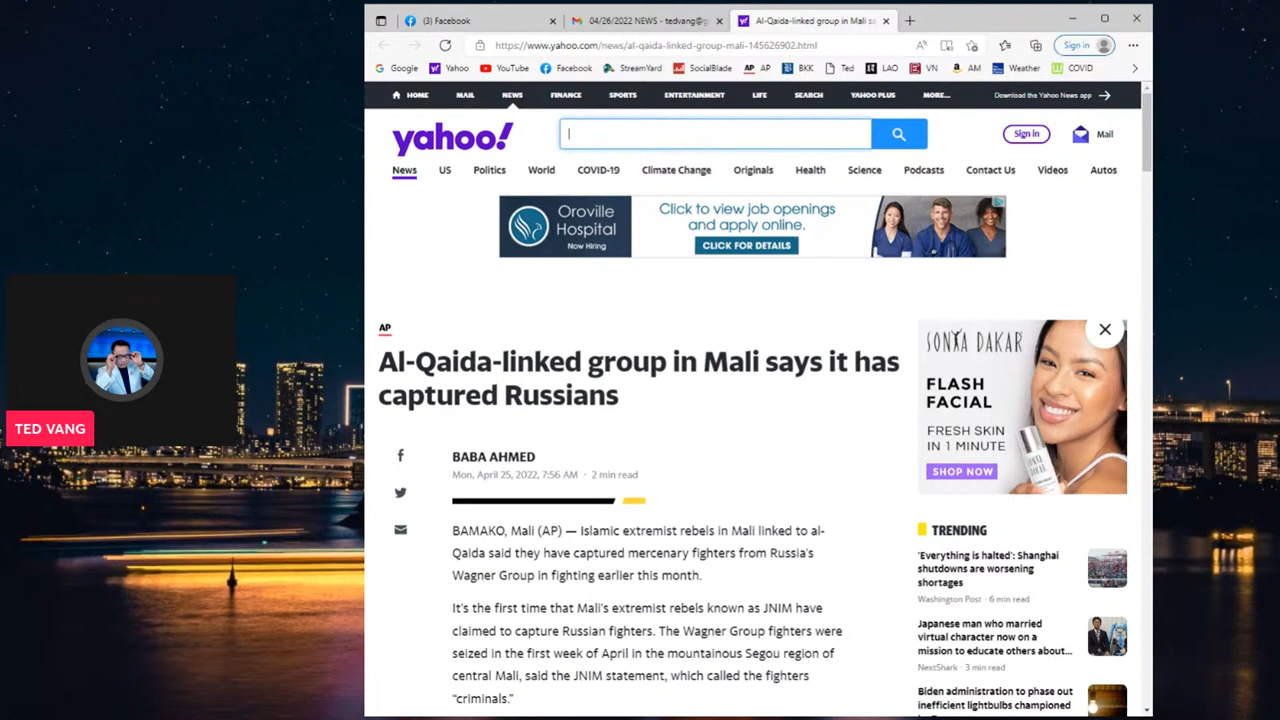 (3) Facebook
04/26/2022 NEWS - tedvang@g
Al-Qaida-linked group in Mali sa
https://www.yahoo.com/news/al-qaida-linked-group-mali-145626902.html
Sign in
Google
Yahoo
YouTube
Facebook
StreamYard
SocialBlade
AP AP
BKK
Ted
LAO
VN
AM
Weather
COVID
HOME
MAIL
NEWS
FINANCE
SPORTS
ENTERTAINMENT
LIFE
SEARCH
YAHOO PLUS
MORE...
Download the Yahoo News app
yahoo!
Sign in
Mail
News
US
Politics
World
COVID-19
Climate Change
Originals
Health
Science
Podcasts
Contact Us
Videos
Autos
Oroville
Hospital
Now Hiring
Click to view job openings
and apply online.
CLICK FOR DETAILS
AP
Al-Qaida-linked group in Mali says it has
captured Russians
BABA AHMED
Mon, April 25, 2022, 7:56 AM · 2 min read
BAMAKO, Mali (AP) — Islamic extremist rebels in Mali linked to al-
Qaida said they have captured mercenary fighters from Russia's
Wagner Group in fighting earlier this month.
It's the first time that Mali's extremist rebels known as JNIM have
claimed to capture Russian fighters. The Wagner Group fighters were
seized in the first week of April in the mountainous Segou region of
central Mali, said the JNIM statement, which called the fighters
“criminals.”
SONYA DAKAR
FLASH
FACIAL
FRESH SKIN
IN 1 MINUTE
SHOP NOW
TRENDING
'Everything is halted': Shanghai
shutdowns are worsening
shortages
Washington Post · 6 min read
Japanese man who married
virtual character now on a
mission to educate others about...
NextShark · 3 min read
Biden administration to phase out
inefficient lightbulbs championed
TED VANG